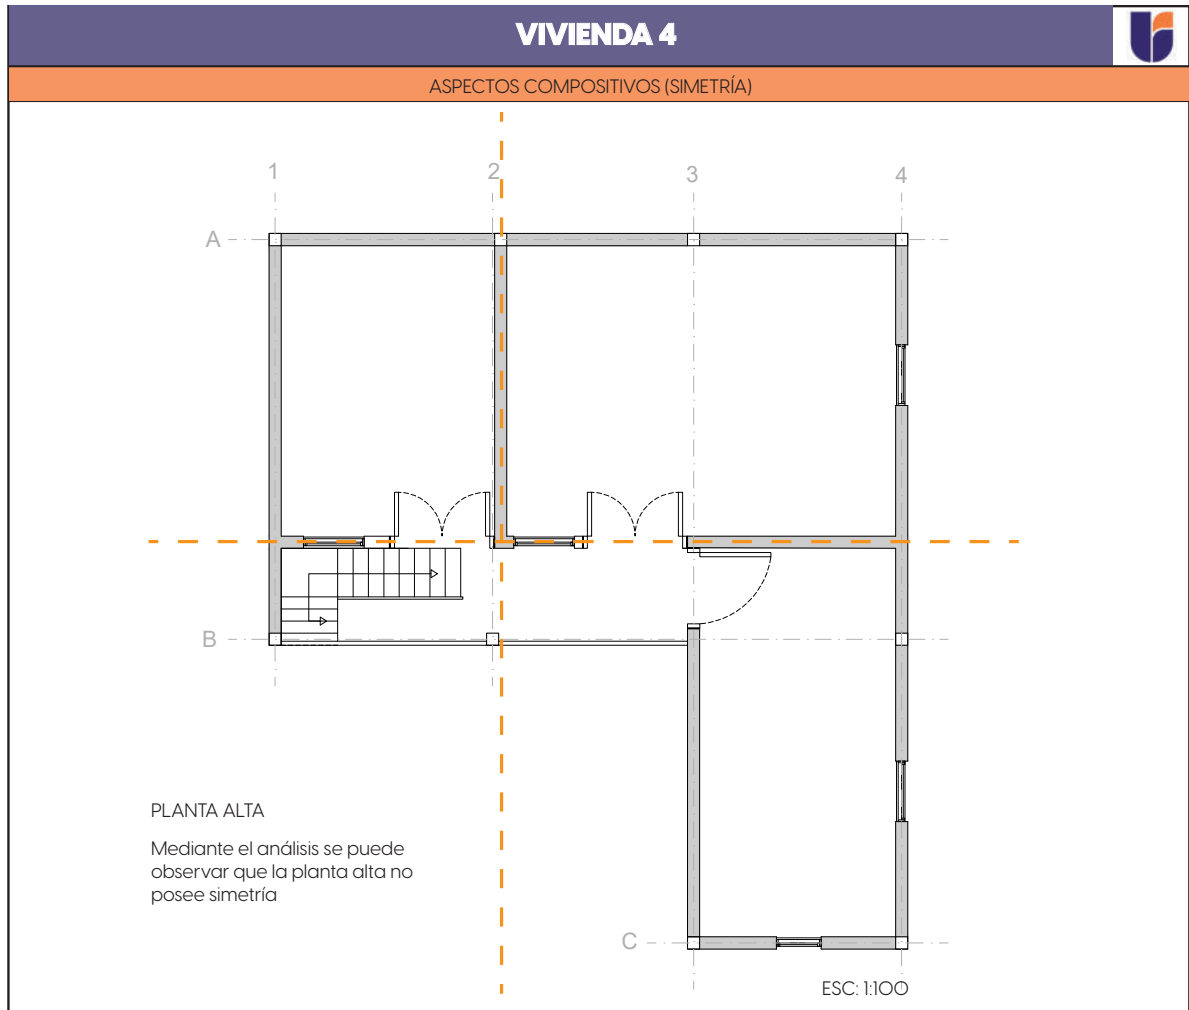 VIVIENDA 4
ASPECTOS COMPOSITIVOS (SIMETRÍA)
1
2
3
4
A
B
PLANTA ALTA
Mediante el análisis se puede
observar que la planta alta no
posee simetría
C
ESC: 1:100